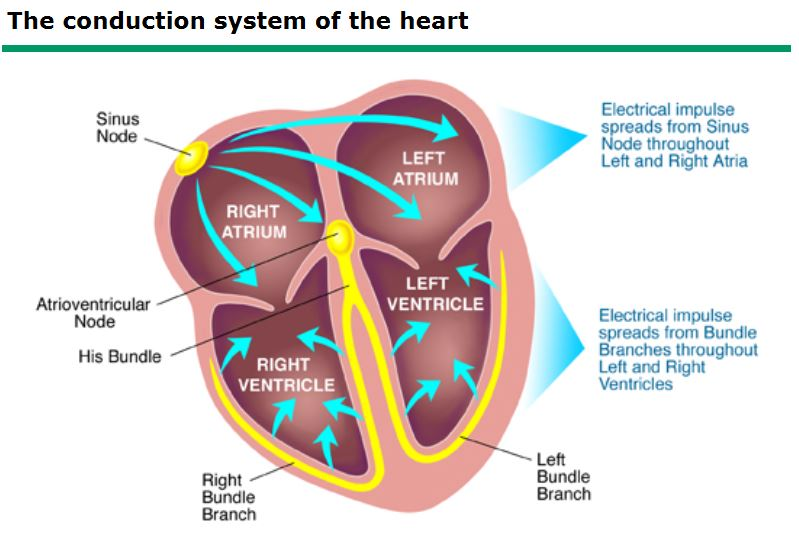 The conduction system of the heart
Sinus
Node
Electrical impulse
spreads from Sinus
Node throughout
Left and Right Atria
LEFT
ATRIUM
RIGHT
ATRIUM
LEFT
VENTRICLE
Atrioventricular
Node
His Bundle
RIGHT
VENTRICLE
Electrical impulse
spreads from Bundle
Branches throughout
Left and Right
Ventricles
Right
Bundle
Branch
Left
Bundle
Branch